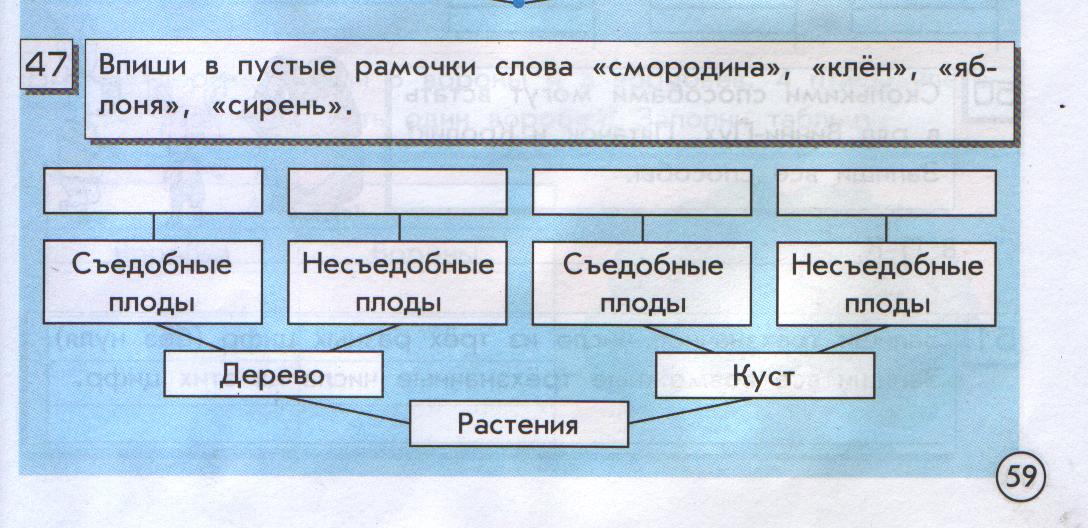 47
Впиши в пустые рамочки слова «смородина», «клён», «яб-
лоня», «сирень».
Съедобные плоды
Несъедобные плоды
Съедобные плоды
Несъедобные плоды
Дерево
Куст
Растения
59